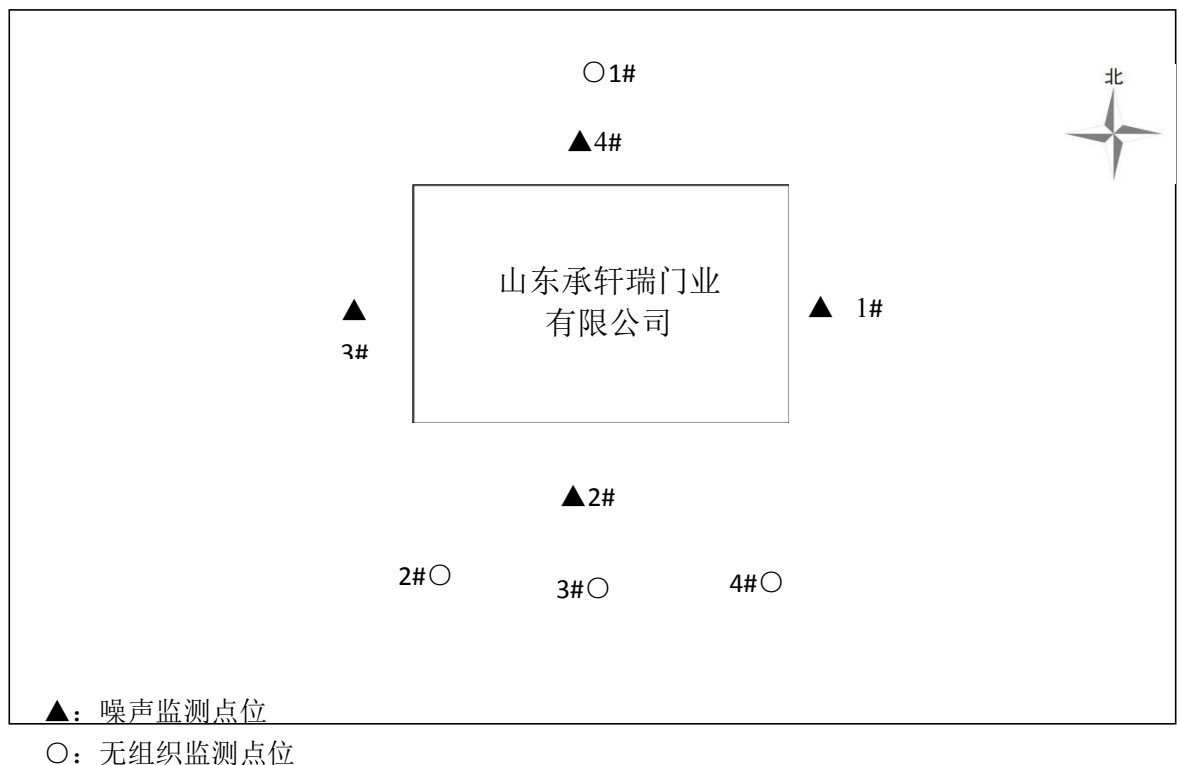 ○1#
北
▲4#
山东承轩瑞门业
有限公司
▲ 1#
▲
3#
▲2#
2#○
3#○
4#○
▲：噪声监测点位
○：无组织监测点位